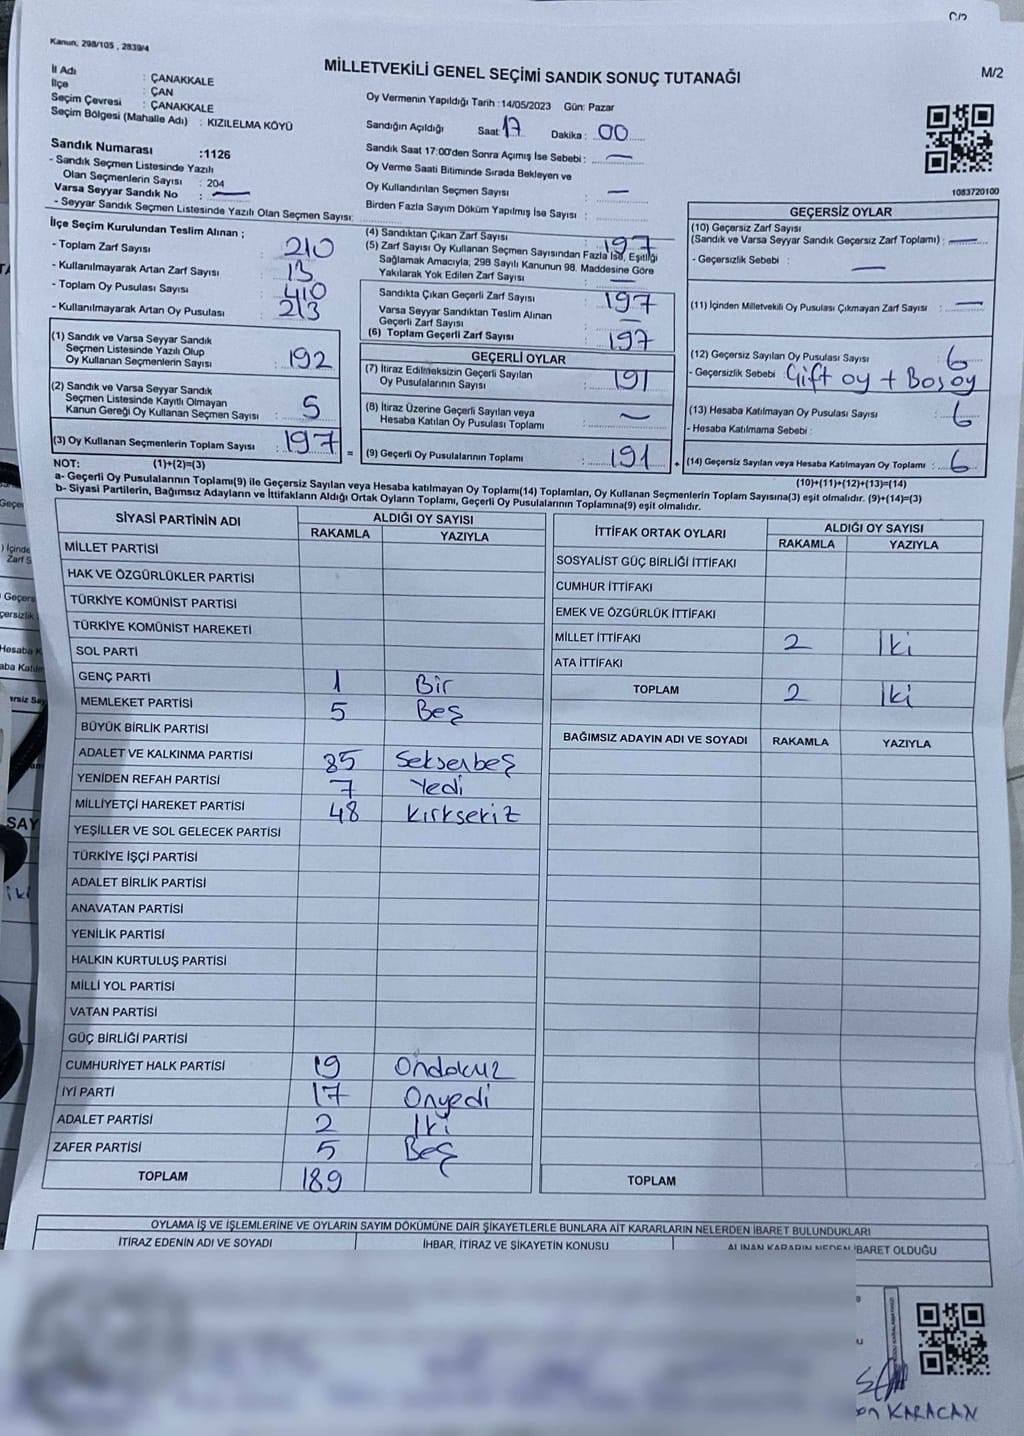 Kanun; 298/105 , 2839/4
MİLLETVEKİLİ GENEL SEÇİMİ SANDIK SONUÇ TUTANAĞI
M/2
İl Adı : ÇANAKKALE
İlçe : ÇAN
Seçim Çevresi : ÇANAKKALE
Seçim Bölgesi (Mahalle Adı) : KIZILELMA KÖYÜ
Sandık Numarası :1126
- Sandık Seçmen Listesinde Yazılı
Olan Seçmenlerin Sayısı : 204
Varsa Seyyar Sandık No : —
- Seyyar Sandık Seçmen Listesinde Yazılı Olan Seçmen Sayısı:
Oy Vermenin Yapıldığı Tarih :14/05/2023 Gün: Pazar
Sandığın Açıldığı Saat 17 Dakika : 00
Sandık Saat 17:00'den Sonra Açımış İse Sebebi : —
Oy Verme Saati Bitiminde Sırada Bekleyen ve
Oy Kullandırılan Seçmen Sayısı : —
Birden Fazla Sayım Döküm Yapılmış İse Sayısı :
1083720100
İlçe Seçim Kurulundan Teslim Alınan ;
- Toplam Zarf Sayısı : 210
- Kullanılmayarak Artan Zarf Sayısı : 13
- Toplam Oy Pusulası Sayısı : 410
- Kullanılmayarak Artan Oy Pusulası : 213
(1) Sandık ve Varsa Seyyar Sandık
Seçmen Listesinde Yazılı Olup
Oy Kullanan Seçmenlerin Sayısı : 192
(2) Sandık ve Varsa Seyyar Sandık
Seçmen Listesinde Kayıtlı Olmayan
Kanun Gereği Oy Kullanan Seçmen Sayısı : 5
(3) Oy Kullanan Seçmenlerin Toplam Sayısı : 197 =
(4) Sandıktan Çıkan Zarf Sayısı : 197
(5) Zarf Sayısı Oy Kullanan Seçmen Sayısından Fazla İse, Eşitliği
Sağlamak Amacıyla, 298 Sayılı Kanunun 98. Maddesine Göre
Yakılarak Yok Edilen Zarf Sayısı : —
Sandıkta Çıkan Geçerli Zarf Sayısı : 197
Varsa Seyyar Sandıktan Teslim Alınan
Geçerli Zarf Sayısı : —
(6) Toplam Geçerli Zarf Sayısı : 197
GEÇERLİ OYLAR
(7) İtiraz Edilmeksizin Geçerli Sayılan
Oy Pusulalarının Sayısı : 191
(8) İtiraz Üzerine Geçerli Sayılan veya
Hesaba Katılan Oy Pusulası Toplamı : —
(9) Geçerli Oy Pusulalarının Toplamı : 191 +
GEÇERSİZ OYLAR
(10) Geçersiz Zarf Sayısı
(Sandık ve Varsa Seyyar Sandık Geçersiz Zarf Toplamı) : —
- Geçersizlik Sebebi : —
(11) İçinden Milletvekili Oy Pusulası Çıkmayan Zarf Sayısı : —
(12) Geçersiz Sayılan Oy Pusulası Sayısı : 6
- Geçersizlik Sebebi : Çift oy + Boş oy
(13) Hesaba Katılmayan Oy Pusulası Sayısı : 6
- Hesaba Katılmama Sebebi :
(14) Geçersiz Sayılan veya Hesaba Katılmayan Oy Toplamı : 6
NOT: (1)+(2)=(3) (10)+(11)+(12)+(13)=(14)
a- Geçerli Oy Pusulalarının Toplamı(9) ile Geçersiz Sayılan veya Hesaba katılmayan Oy Toplamı(14) Toplamları, Oy Kullanan Seçmenlerin Toplam Sayısına(3) eşit olmalıdır. (9)+(14)=(3)
b- Siyasi Partilerin, Bağımsız Adayların ve İttifakların Aldığı Ortak Oyların Toplamı, Geçerli Oy Pusulalarının Toplamına(9) eşit olmalıdır.
SİYASİ PARTİNİN ADI ALDIĞI OY SAYISI
RAKAMLA YAZIYLA
MİLLET PARTİSİ
HAK VE ÖZGÜRLÜKLER PARTİSİ
TÜRKİYE KOMÜNİST PARTİSİ
TÜRKİYE KOMÜNİST HAREKETİ
SOL PARTİ
GENÇ PARTİ 1 Bir
MEMLEKET PARTİSİ 5 Beş
BÜYÜK BİRLİK PARTİSİ
ADALET VE KALKINMA PARTİSİ 85 Seksenbeş
YENİDEN REFAH PARTİSİ 7 Yedi
MİLLİYETÇİ HAREKET PARTİSİ 48 Kırksekiz
YEŞİLLER VE SOL GELECEK PARTİSİ
TÜRKİYE İŞÇİ PARTİSİ
ADALET BİRLİK PARTİSİ
ANAVATAN PARTİSİ
YENİLİK PARTİSİ
HALKIN KURTULUŞ PARTİSİ
MİLLİ YOL PARTİSİ
VATAN PARTİSİ
GÜÇ BİRLİĞİ PARTİSİ
CUMHURİYET HALK PARTİSİ 19 Ondokuz
İYİ PARTİ 17 Onyedi
ADALET PARTİSİ 2 İki
ZAFER PARTİSİ 5 Beş
TOPLAM 189
İTTİFAK ORTAK OYLARI ALDIĞI OY SAYISI
RAKAMLA YAZIYLA
SOSYALİST GÜÇ BİRLİĞİ İTTİFAKI
CUMHUR İTTİFAKI
EMEK VE ÖZGÜRLÜK İTTİFAKI
MİLLET İTTİFAKI 2 İki
ATA İTTİFAKI
TOPLAM 2 İki
BAĞIMSIZ ADAYIN ADI VE SOYADI RAKAMLA YAZIYLA
TOPLAM
OYLAMA İŞ VE İŞLEMLERİNE VE OYLARIN SAYIM DÖKÜMÜNE DAİR ŞİKAYETLERLE BUNLARA AİT KARARLARIN NELERDEN İBARET BULUNDUKLARI
İTİRAZ EDENİN ADI VE SOYADI İHBAR, İTİRAZ VE ŞİKAYETİN KONUSU ALINAN KARARIN NEDEN İBARET OLDUĞU
KARACAN